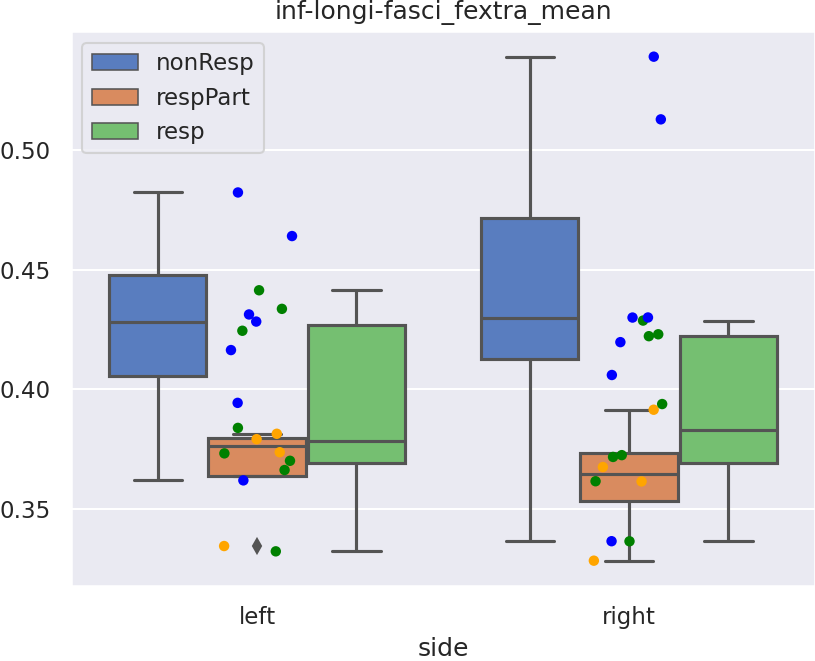 inf-longi-fasci_fextra_mean
nonResp
respPart
resp
0.50
0.45
0.40
0.35
left
right
side